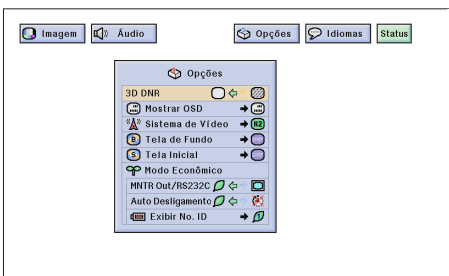 Imagem Áudio Opções Idiomas Status
Opções
3D DNR
Mostrar OSD
Sistema de Vídeo N2
B Tela de Fundo
S Tela Inicial
Modo Econômico
MNTR Out/RS232C
Auto Desligamento
Exibir No. ID